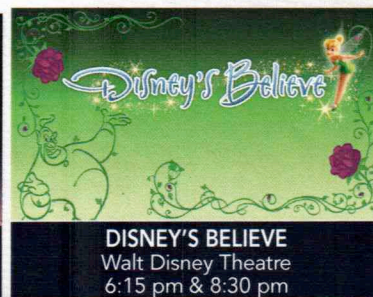 Disney's Believe
DISNEY'S BELIEVE
Walt Disney Theatre
6:15 pm & 8:30 pm